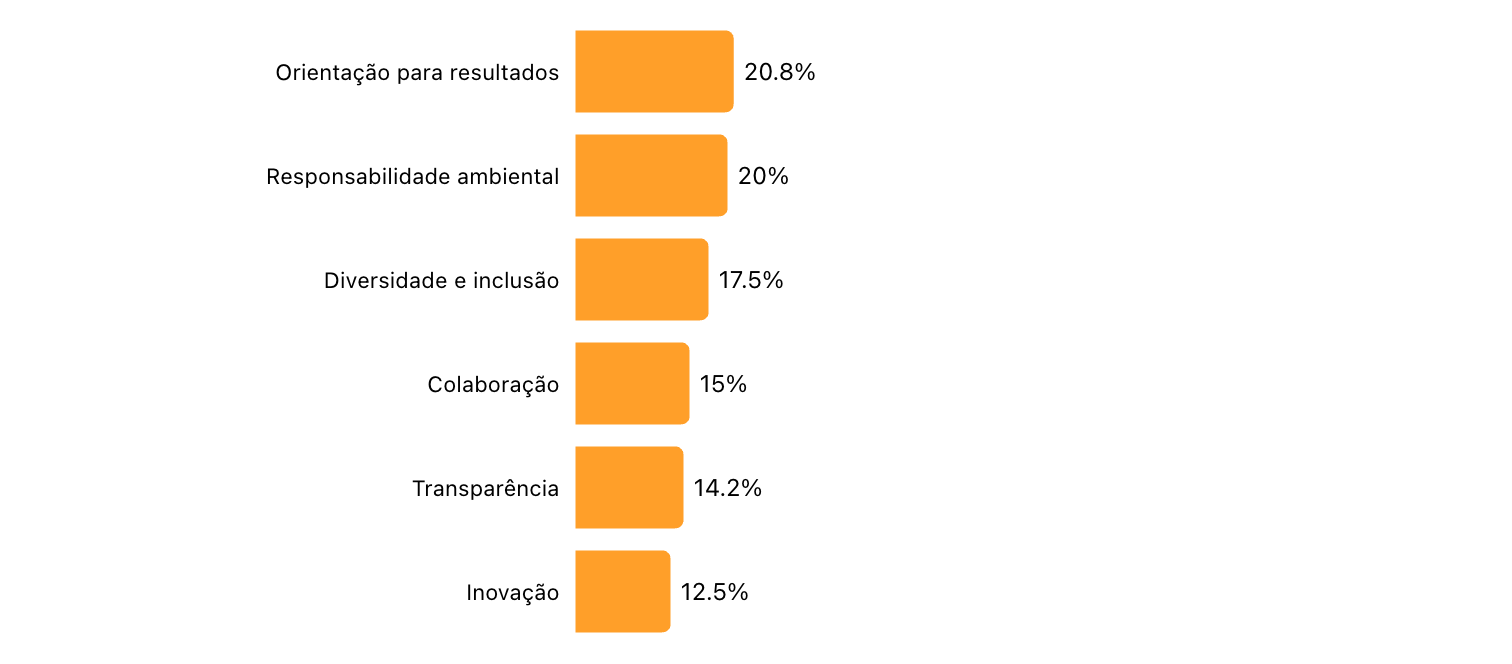 Orientação para resultados 20.8%
Responsabilidade ambiental 20%
Diversidade e inclusão 17.5%
Colaboração 15%
Transparência 14.2%
Inovação 12.5%